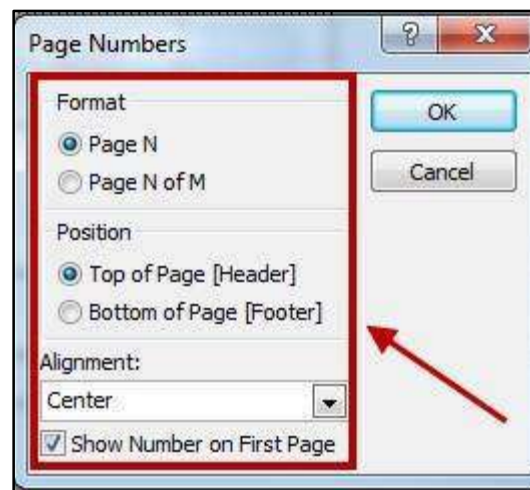 Page Numbers
Format
Page N
Page N of M
Position
Top of Page [Header]
Bottom of Page [Footer]
Alignment:
Center
Show Number on First Page
OK
Cancel